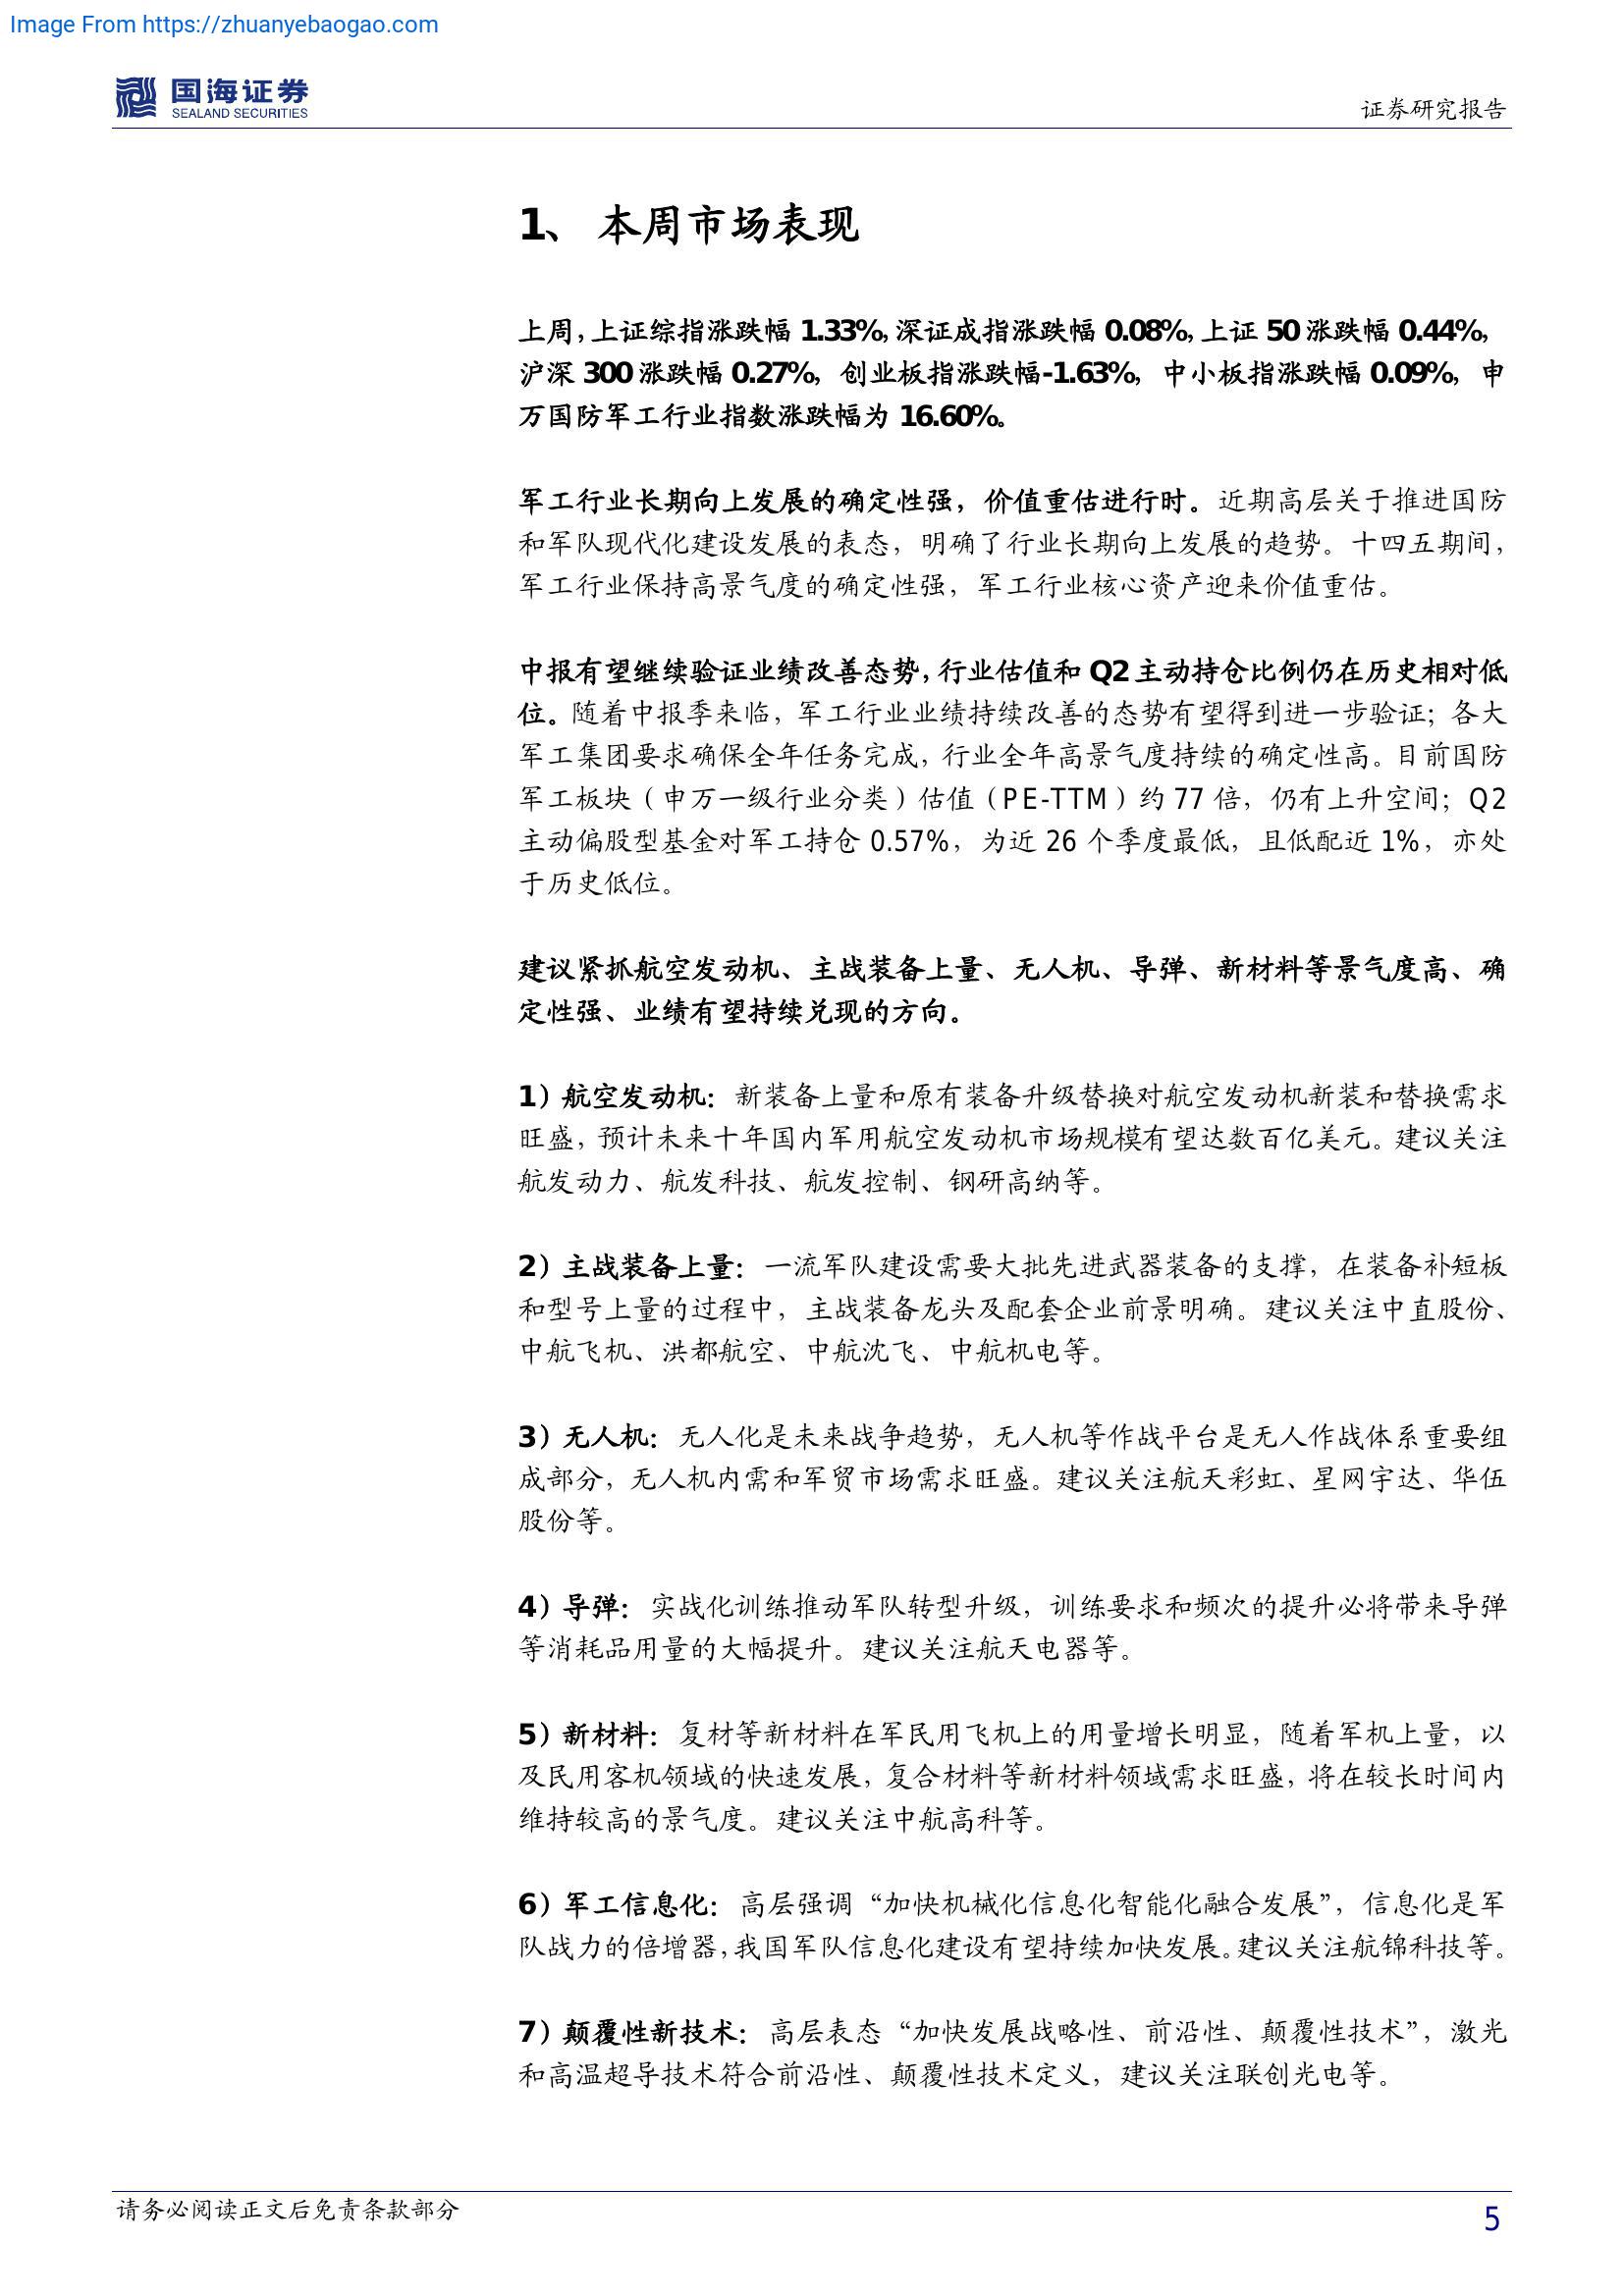 Image From https://zhuanyebaogao.com
国海证券
SEALAND SECURITIES
证券研究报告
1、 本周市场表现
上周,上证综指涨跌幅 1.33%,深证成指涨跌幅 0.08%,上证 50 涨跌幅 0.44%,
沪深 300 涨跌幅 0.27%，创业板指涨跌幅-1.63%，中小板指涨跌幅 0.09%，申
万国防军工行业指数涨跌幅为 16.60%。
军工行业长期向上发展的确定性强，价值重估进行时。近期高层关于推进国防
和军队现代化建设发展的表态，明确了行业长期向上发展的趋势。十四五期间，
军工行业保持高景气度的确定性强，军工行业核心资产迎来价值重估。
中报有望继续验证业绩改善态势,行业估值和 Q2 主动持仓比例仍在历史相对低
位。随着中报季来临，军工行业业绩持续改善的态势有望得到进一步验证；各大
军工集团要求确保全年任务完成，行业全年高景气度持续的确定性高。目前国防
军工板块（申万一级行业分类）估值（PE-TTM）约 77 倍，仍有上升空间；Q2
主动偏股型基金对军工持仓 0.57%，为近 26 个季度最低，且低配近 1%，亦处
于历史低位。
建议紧抓航空发动机、主战装备上量、无人机、导弹、新材料等景气度高、确
定性强、业绩有望持续兑现的方向。
1）航空发动机：新装备上量和原有装备升级替换对航空发动机新装和替换需求
旺盛，预计未来十年国内军用航空发动机市场规模有望达数百亿美元。建议关注
航发动力、航发科技、航发控制、钢研高纳等。
2）主战装备上量：一流军队建设需要大批先进武器装备的支撑，在装备补短板
和型号上量的过程中，主战装备龙头及配套企业前景明确。建议关注中直股份、
中航飞机、洪都航空、中航沈飞、中航机电等。
3）无人机：无人化是未来战争趋势，无人机等作战平台是无人作战体系重要组
成部分，无人机内需和军贸市场需求旺盛。建议关注航天彩虹、星网宇达、华伍
股份等。
4）导弹：实战化训练推动军队转型升级，训练要求和频次的提升必将带来导弹
等消耗品用量的大幅提升。建议关注航天电器等。
5）新材料：复材等新材料在军民用飞机上的用量增长明显，随着军机上量，以
及民用客机领域的快速发展，复合材料等新材料领域需求旺盛，将在较长时间内
维持较高的景气度。建议关注中航高科等。
6）军工信息化：高层强调“加快机械化信息化智能化融合发展”，信息化是军
队战力的倍增器,我国军队信息化建设有望持续加快发展。建议关注航锦科技等。
7）颠覆性新技术：高层表态“加快发展战略性、前沿性、颠覆性技术”，激光
和高温超导技术符合前沿性、颠覆性技术定义，建议关注联创光电等。
请务必阅读正文后免责条款部分
5